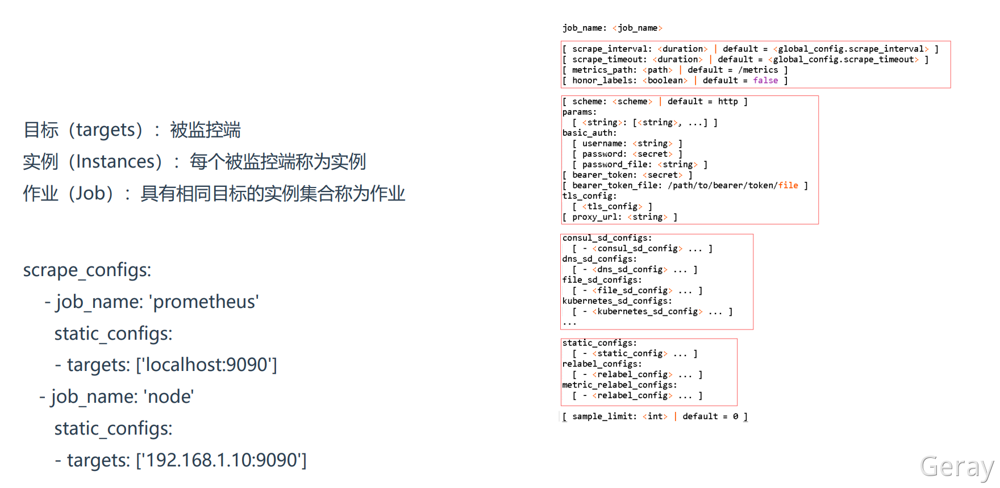 目标（targets）：被监控端
实例（Instances）：每个被监控端称为实例
作业（Job）：具有相同目标的实例集合称为作业
scrape_configs:
- job_name: 'prometheus'
static_configs:
- targets: ['localhost:9090']
- job_name: 'node'
static_configs:
- targets: ['192.168.1.10:9090']
job_name: <job_name>
[ scrape_interval: <duration> | default = <global_config.scrape_interval> ]
[ scrape_timeout: <duration> | default = <global_config.scrape_timeout> ]
[ metrics_path: <path> | default = /metrics ]
[ honor_labels: <boolean> | default = false ]
[ scheme: <scheme> | default = http ]
params:
[ <string>: [<string>, ...] ]
basic_auth:
[ username: <string> ]
[ password: <secret> ]
[ password_file: <string> ]
[ bearer_token: <secret> ]
[ bearer_token_file: /path/to/bearer/token/file ]
tls_config:
[ <tls_config> ]
[ proxy_url: <string> ]
consul_sd_configs:
[ - <consul_sd_config> ... ]
dns_sd_configs:
[ - <dns_sd_config> ... ]
file_sd_configs:
[ - <file_sd_config> ... ]
kubernetes_sd_configs:
[ - <kubernetes_sd_config> ... ]
...
static_configs:
[ - <static_config> ... ]
relabel_configs:
[ - <relabel_config> ... ]
metric_relabel_configs:
[ - <relabel_config> ... ]
[ sample_limit: <int> | default = 0 ]
Geray